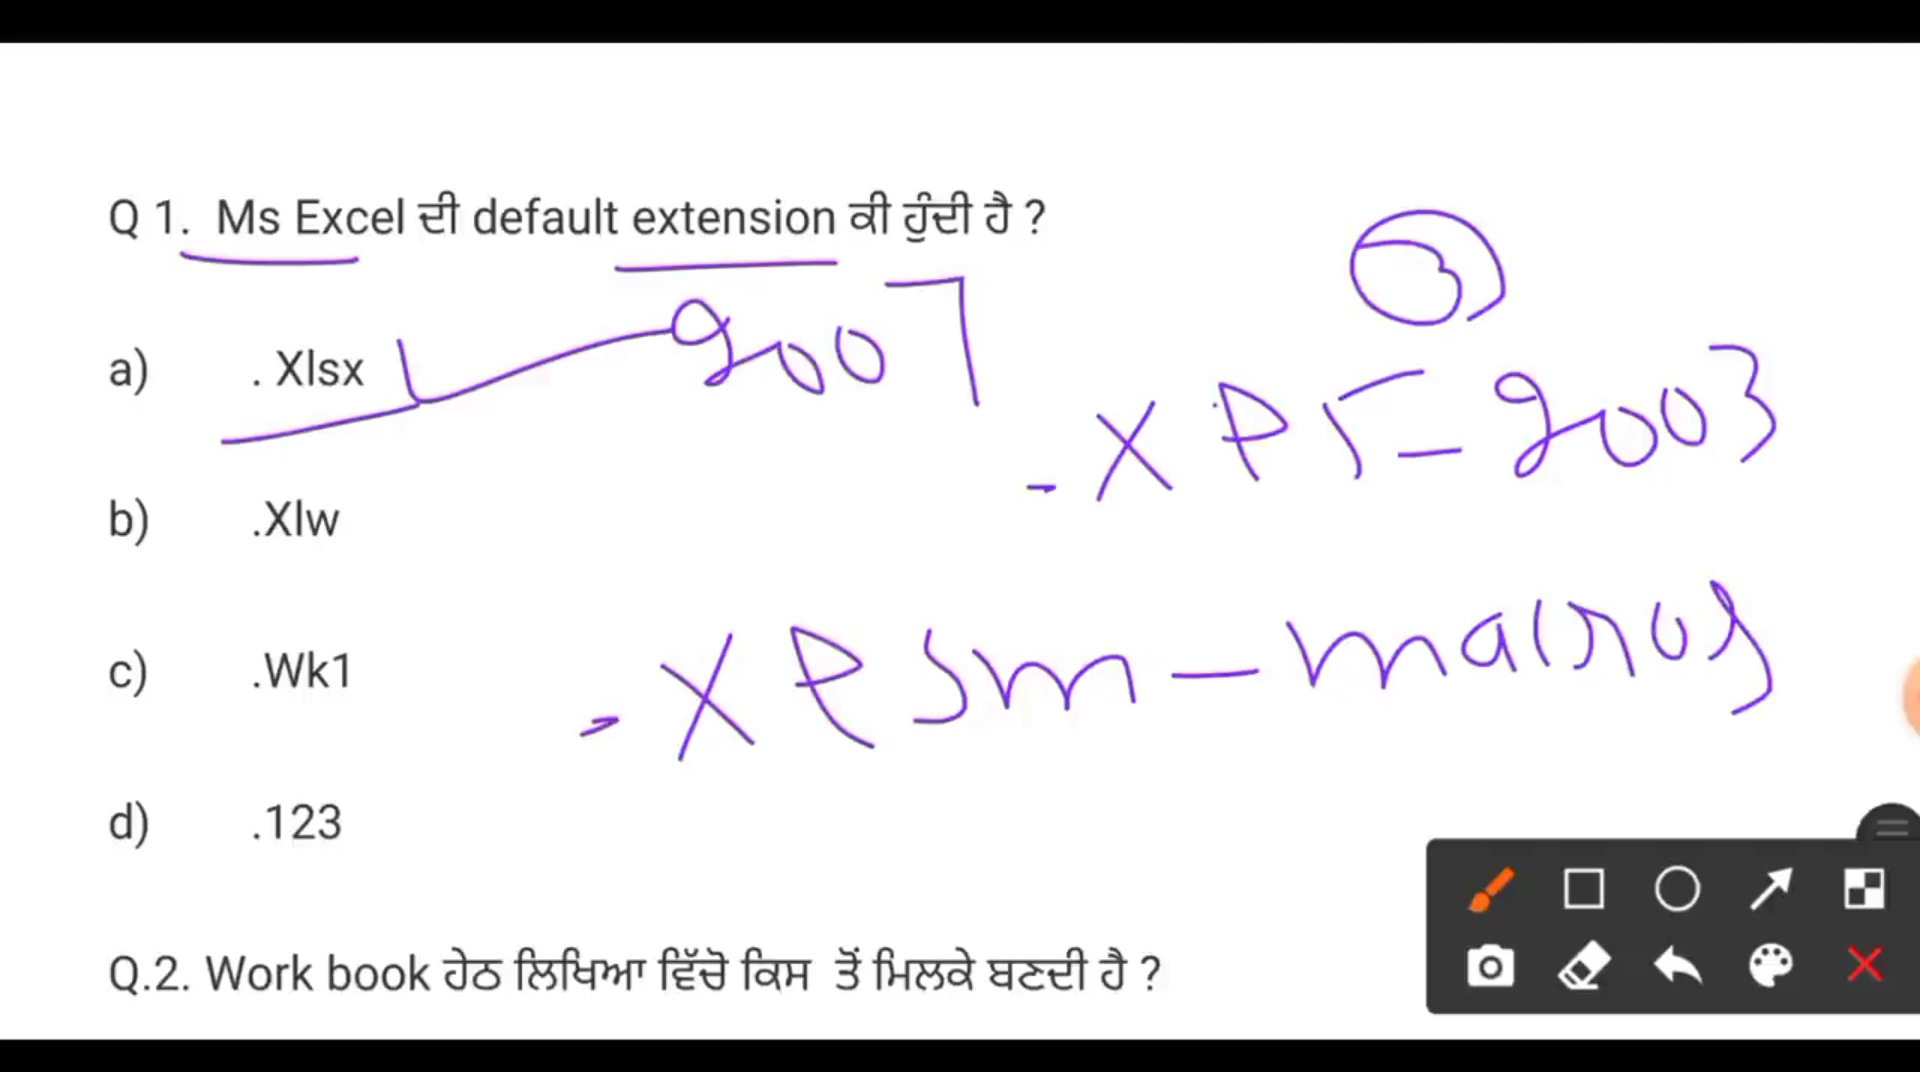 Q 1. Ms Excel ਦੀ default extension ਕੀ ਹੁੰਦੀ ਹੈ ?
a) . Xlsx 2007
.xls - 2003
b) .Xlw
c) .Wk1
.xlsm - macros
d) .123
Q.2. Work book ਹੇਠ ਲਿਖਿਆ ਵਿੱਚੋ ਕਿਸ ਤੋਂ ਮਿਲਕੇ ਬਣਦੀ ਹੈ ?